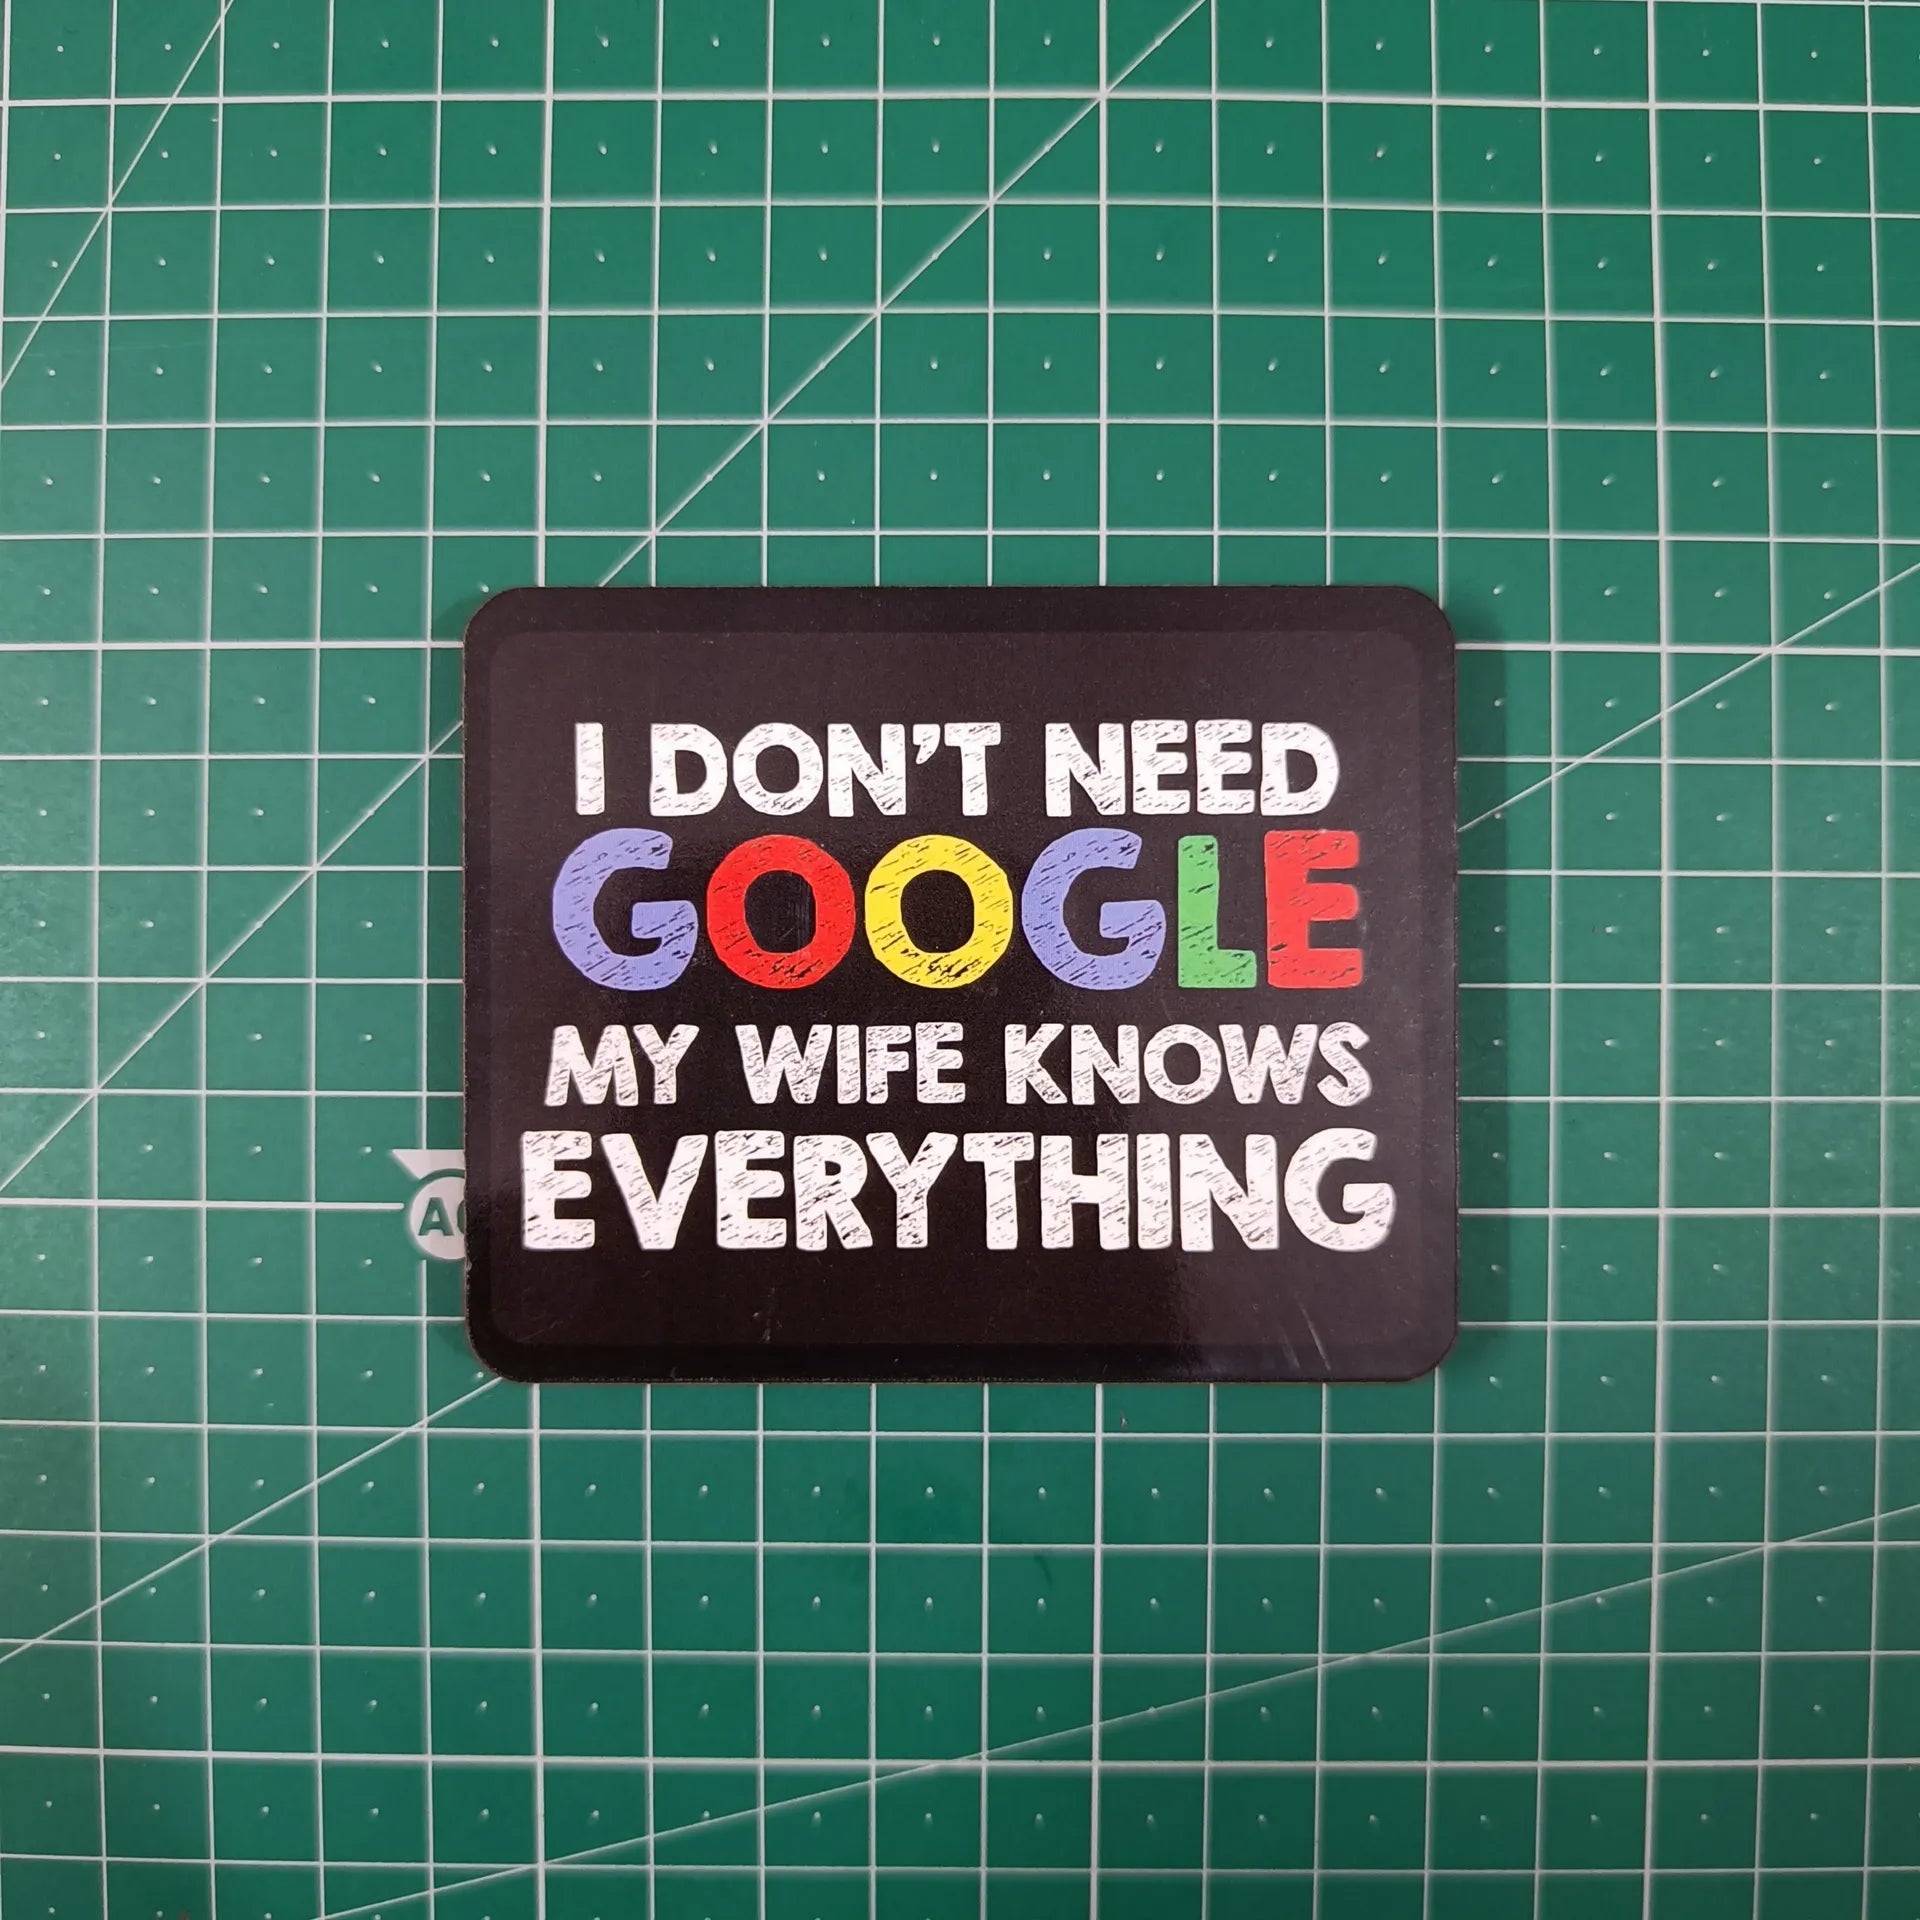 I DON'T NEED
GOOGLE
MY WIFE KNOWS
EVERYTHING